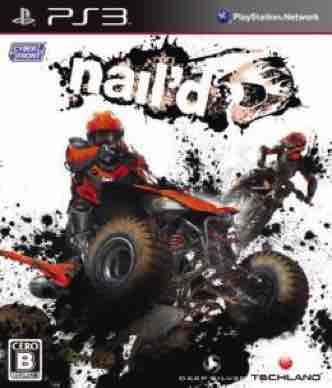 PS3
PlayStation.Network
CYBER FRONT
nail'd
CERO
B
DEEP SILVER
TECHLAND